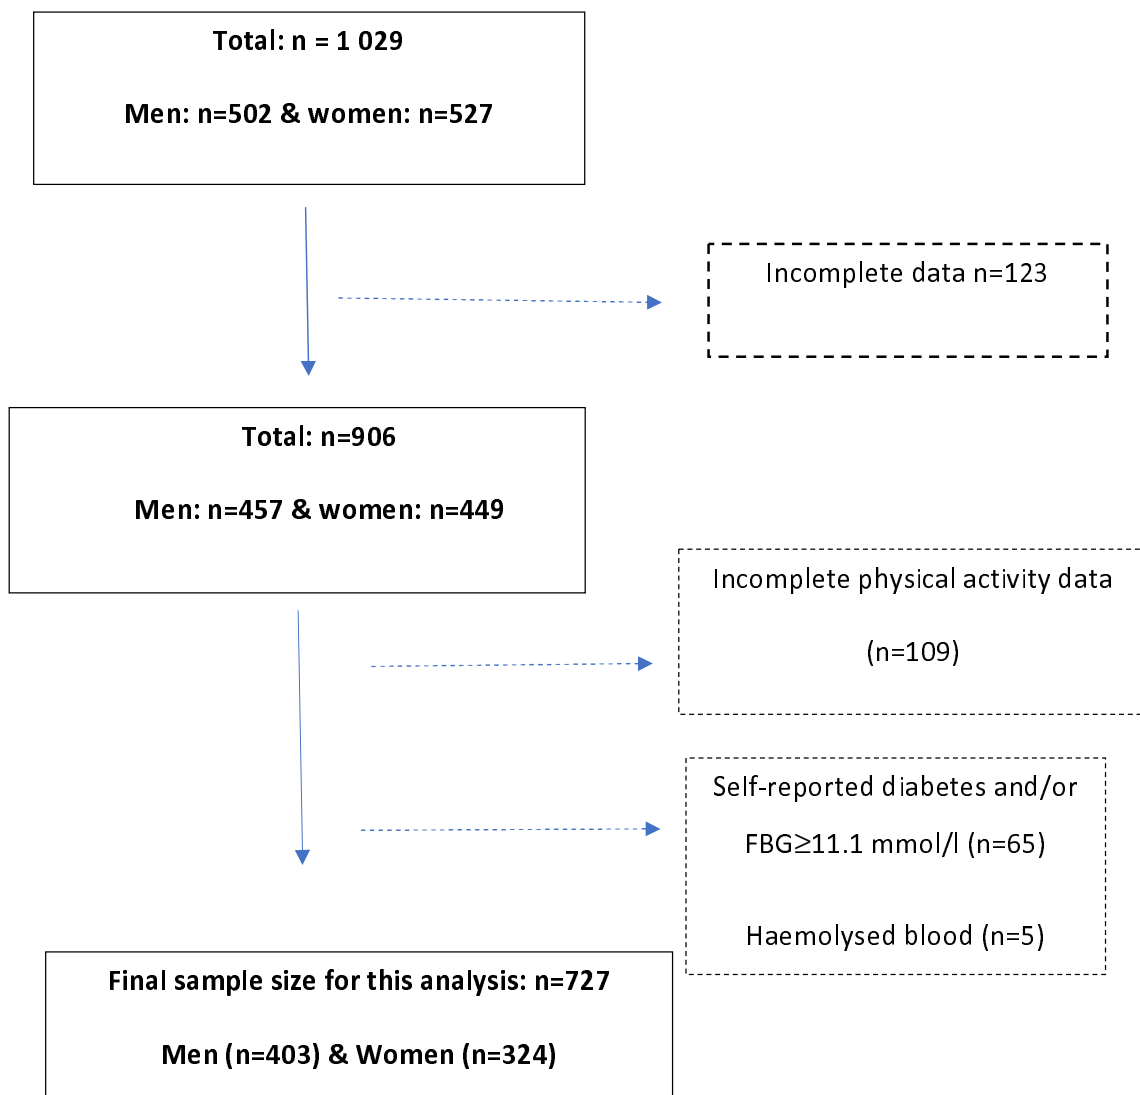 Total: n = 1 029
Men: n=502 & women: n=527
Incomplete data n=123
Total: n=906
Men: n=457 & women: n=449
Incomplete physical activity data
(n=109)
Self-reported diabetes and/or
FBG≥11.1 mmol/l (n=65)
Haemolysed blood (n=5)
Final sample size for this analysis: n=727
Men (n=403) & Women (n=324)